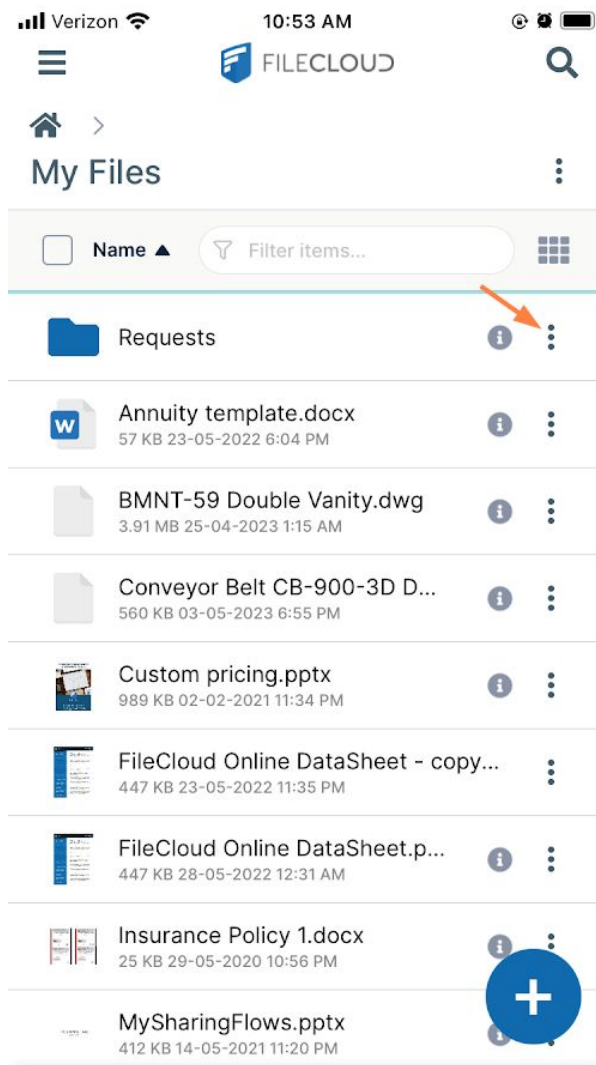 Verizon 10:53 AM
FILECLOUD
My Files
Name Filter items...
Requests
Annuity template.docx
57 KB 23-05-2022 6:04 PM
BMNT-59 Double Vanity.dwg
3.91 MB 25-04-2023 1:15 AM
Conveyor Belt CB-900-3D D...
560 KB 03-05-2023 6:55 PM
Custom pricing.pptx
989 KB 02-02-2021 11:34 PM
FileCloud Online DataSheet - copy...
447 KB 23-05-2022 11:35 PM
FileCloud Online DataSheet.p...
447 KB 28-05-2022 12:31 AM
Insurance Policy 1.docx
25 KB 29-05-2020 10:56 PM
MySharingFlows.pptx
412 KB 14-05-2021 11:20 PM